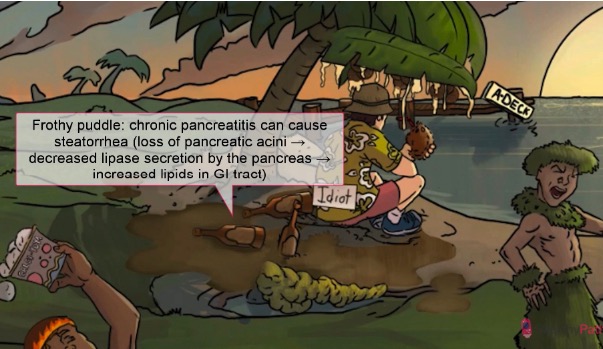 A-DECK
Frothy puddle: chronic pancreatitis can cause
steatorrhea (loss of pancreatic acini →
decreased lipase secretion by the pancreas →
increased lipids in GI tract)
Idiot